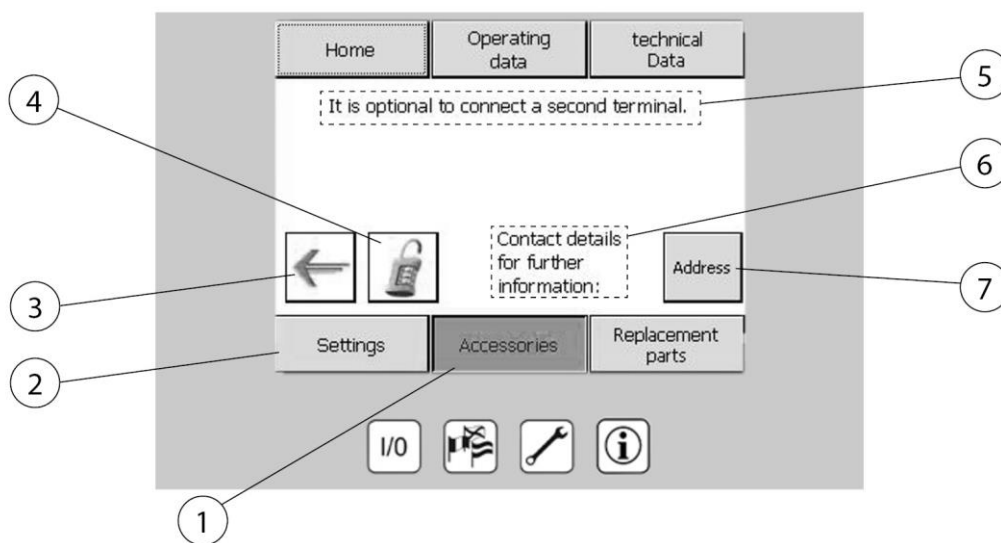 Home
Operating
data
technical
Data
It is optional to connect a second terminal.
Contact details
for further
information:
Address
Settings
Accessories
Replacement
parts
I/0
4
3
2
1
5
6
7